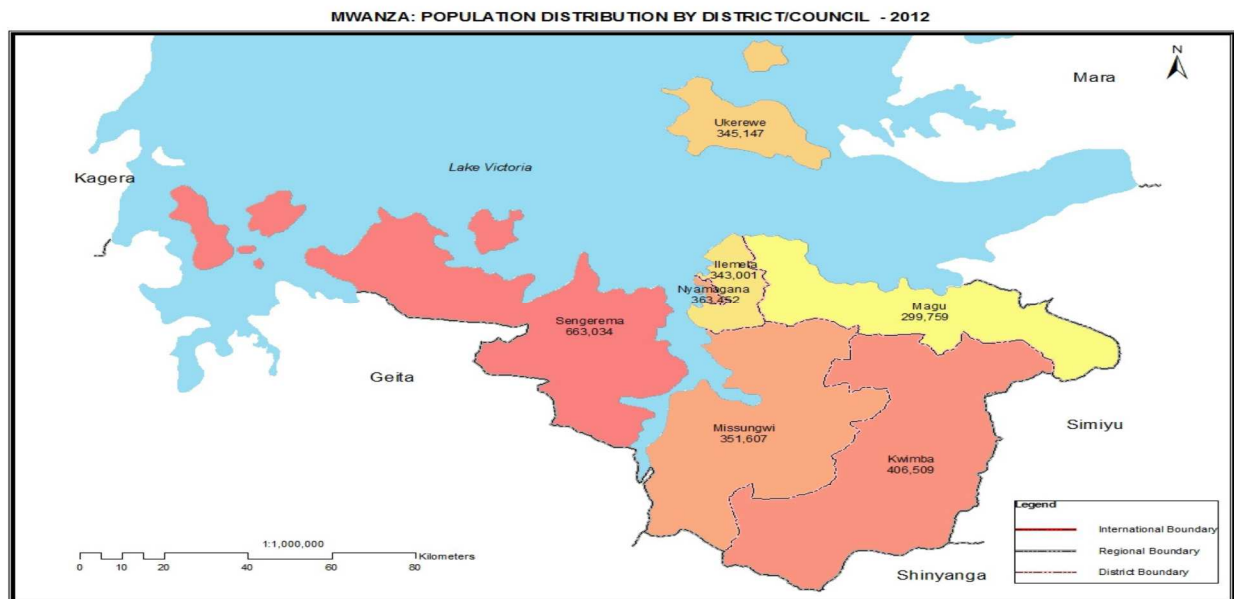 MWANZA: POPULATION DISTRIBUTION BY DISTRICT/COUNCIL - 2012
N
Mara
Ukerewe
345,147
Lake Victoria
Kagera
Ilemela
343,001
Nyamagana
363,452
Magu
299,759
Sengerema
663,034
Geita
Simiyu
Missungwi
351,607
Kwimba
406,509
Legend
International Boundary
Regional Boundary
District Boundary
1:1,000,000
Kilometers
0 10 20 40 60 80
Shinyanga